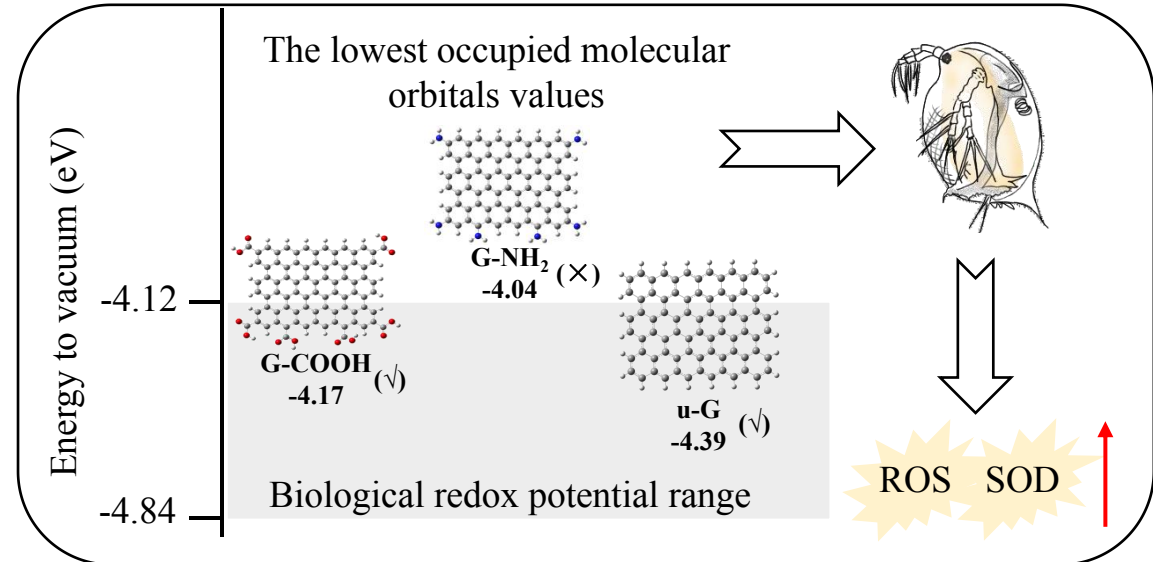 The lowest occupied molecular
orbitals values
Energy to vacuum (eV)
-4.12
-4.84
G-NH₂ (×)
-4.04
G-COOH (√)
-4.17
u-G (√)
-4.39
Biological redox potential range
ROS SOD